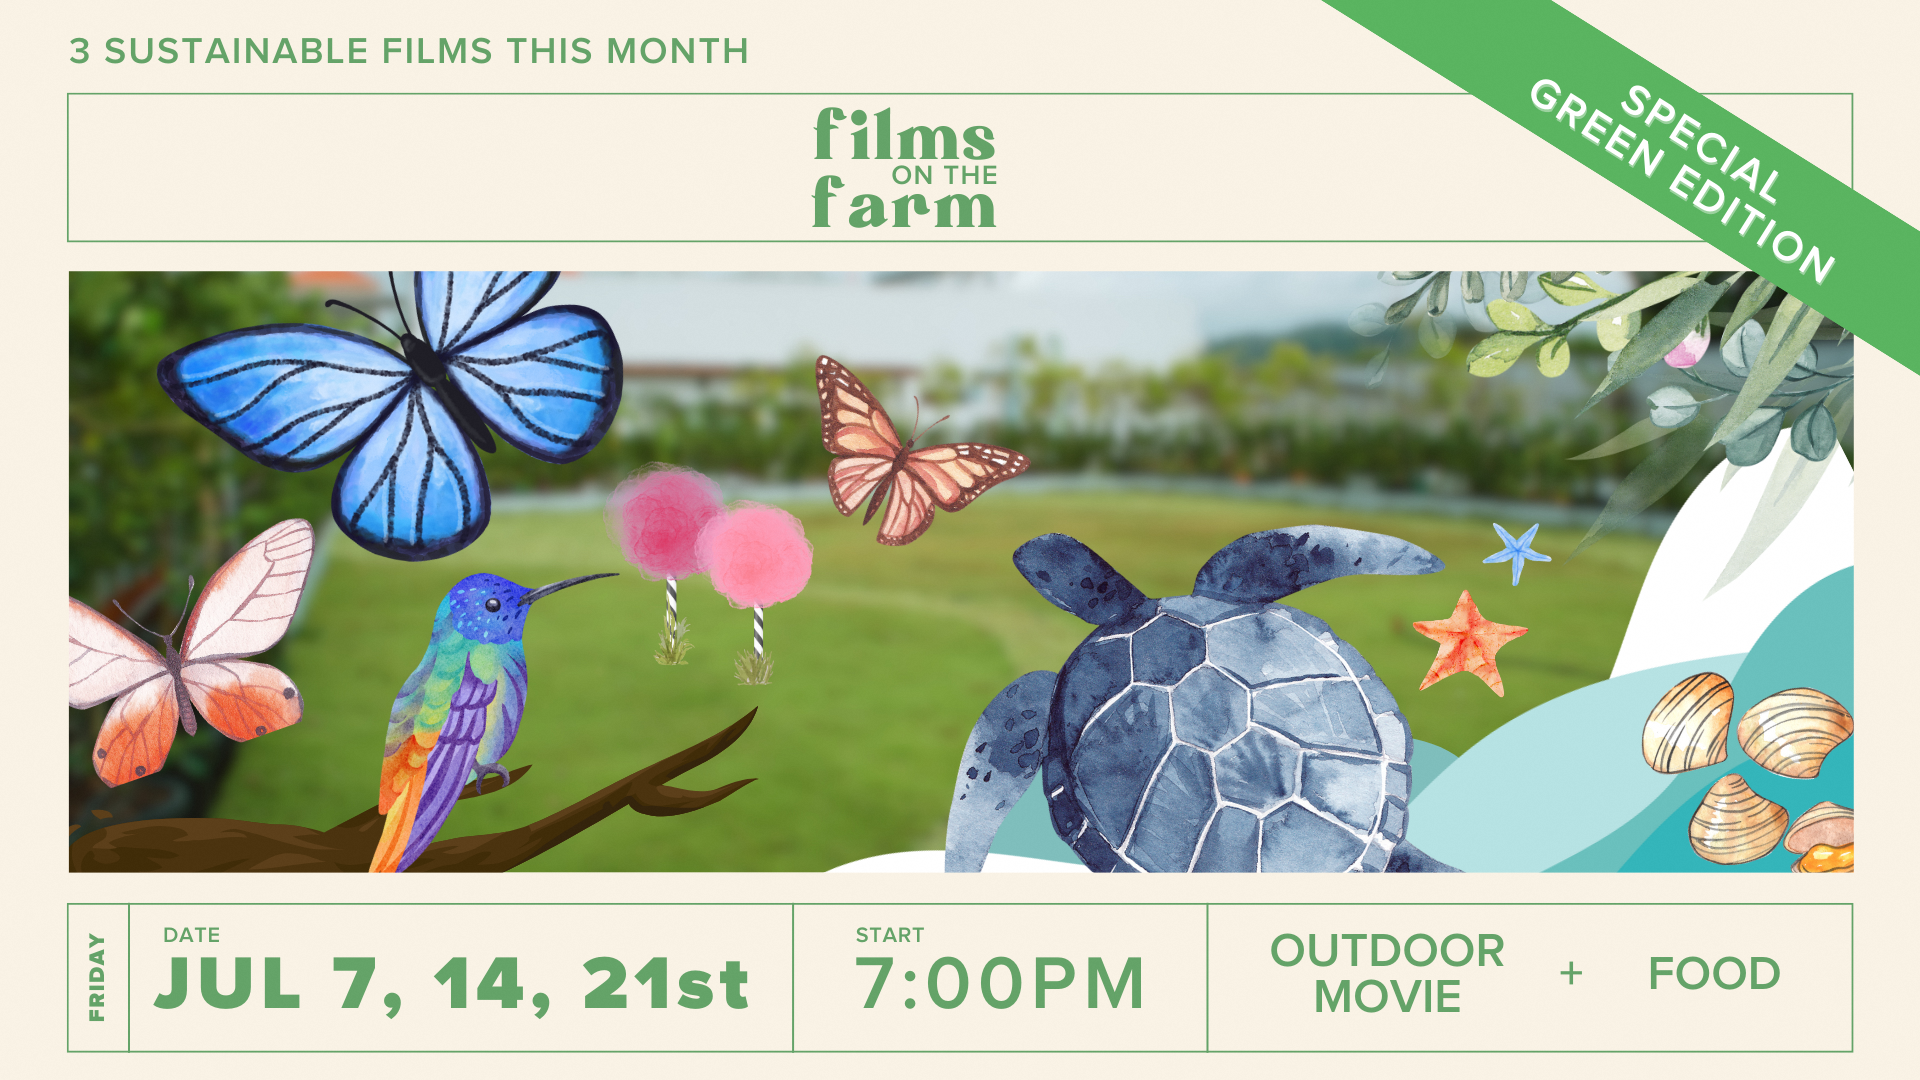 3 SUSTAINABLE FILMS THIS MONTH
SPECIAL
GREEN EDITION
films
ON THE
farm
FRIDAY
DATE
JUL 7, 14, 21st
START
7:00PM
OUTDOOR
MOVIE
+
FOOD